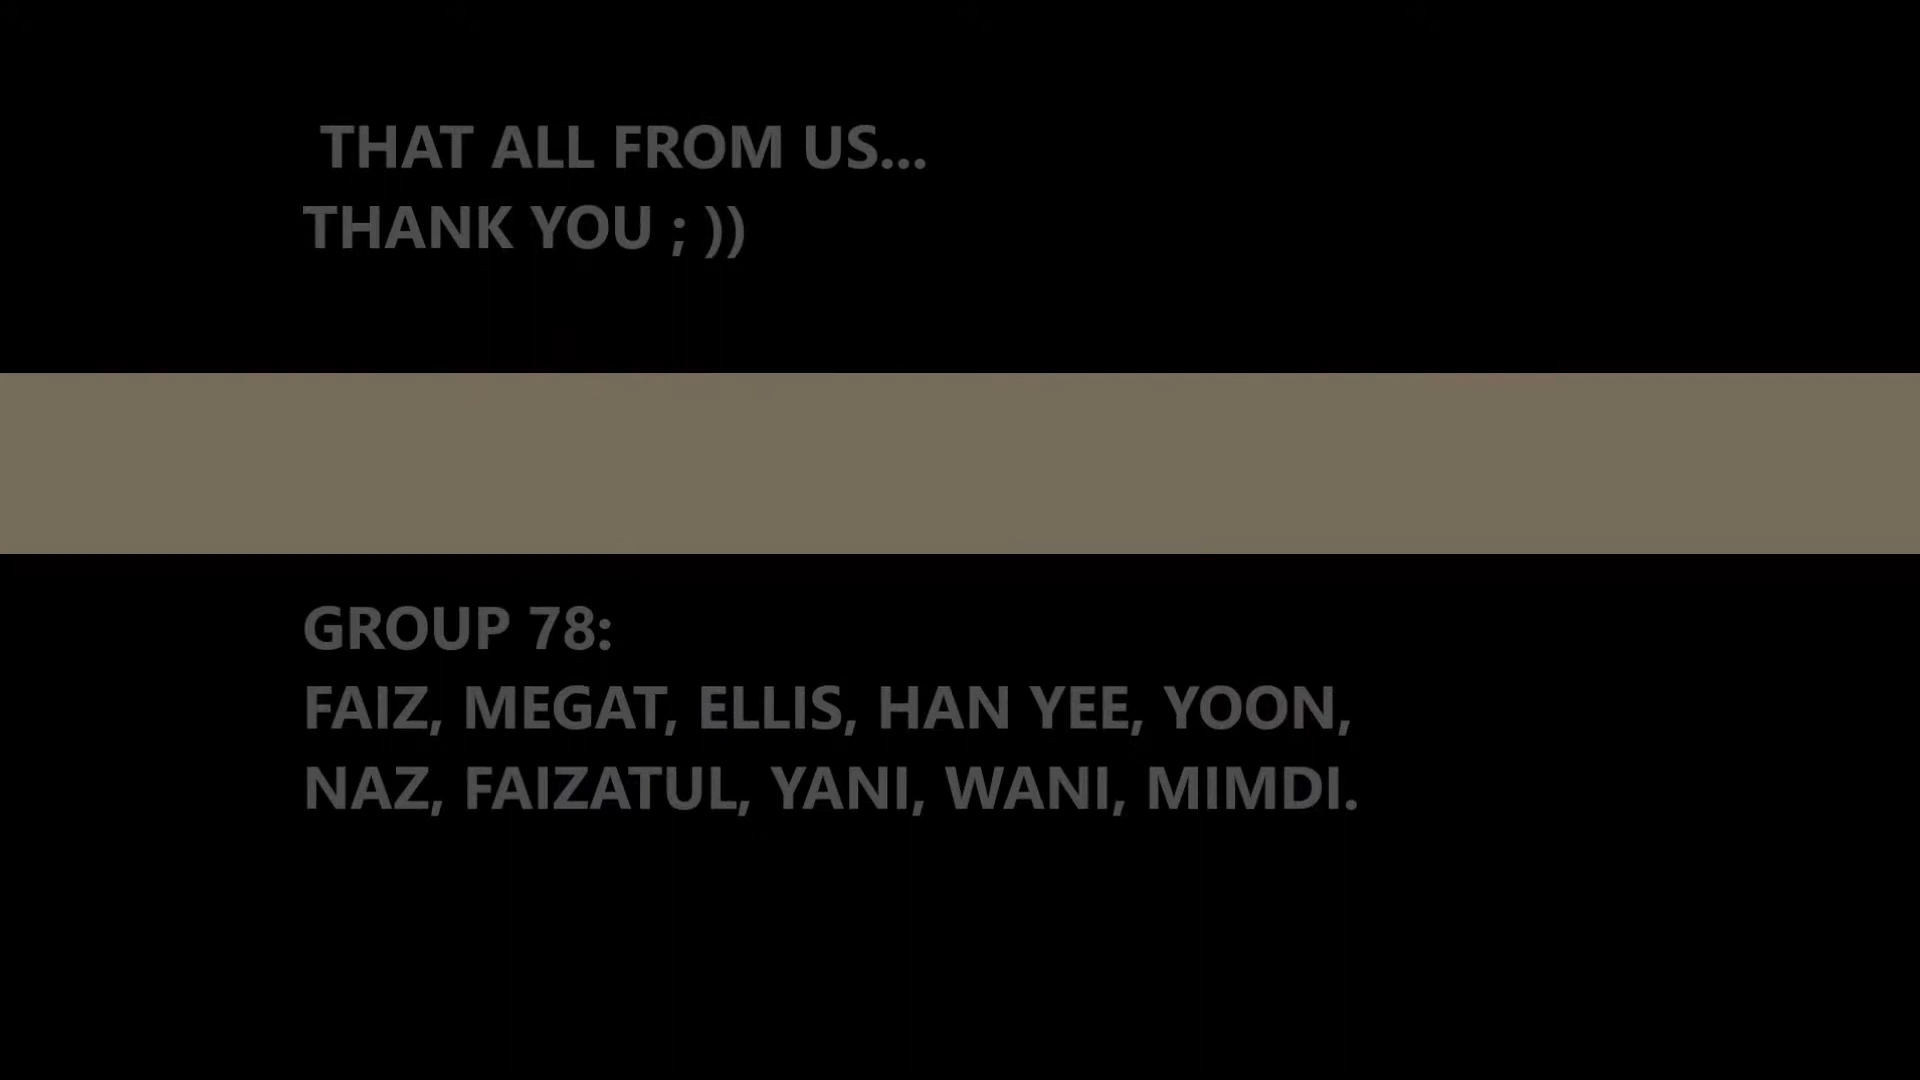 THAT ALL FROM US...
THANK YOU ; ))
GROUP 78:
FAIZ, MEGAT, ELLIS, HAN YEE, YOON,
NAZ, FAIZATUL, YANI, WANI, MIMDI.